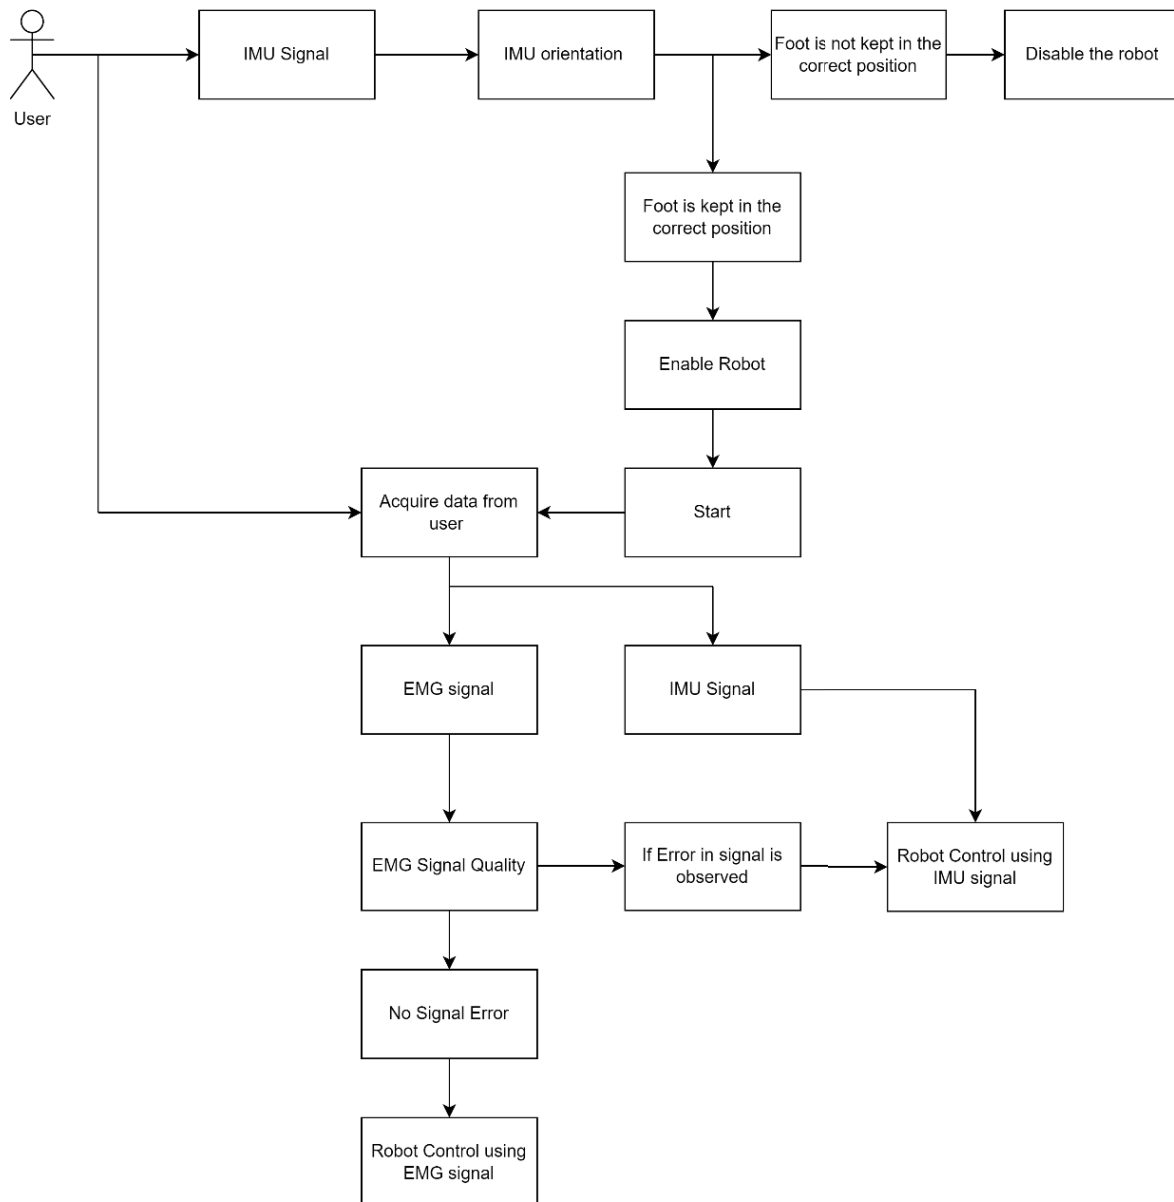 User
IMU Signal
IMU orientation
Foot is not kept in the
correct position
Disable the robot
Foot is kept in the
correct position
Enable Robot
Acquire data from
user
Start
EMG signal
IMU Signal
EMG Signal Quality
If Error in signal is
observed
Robot Control using
IMU signal
No Signal Error
Robot Control using
EMG signal